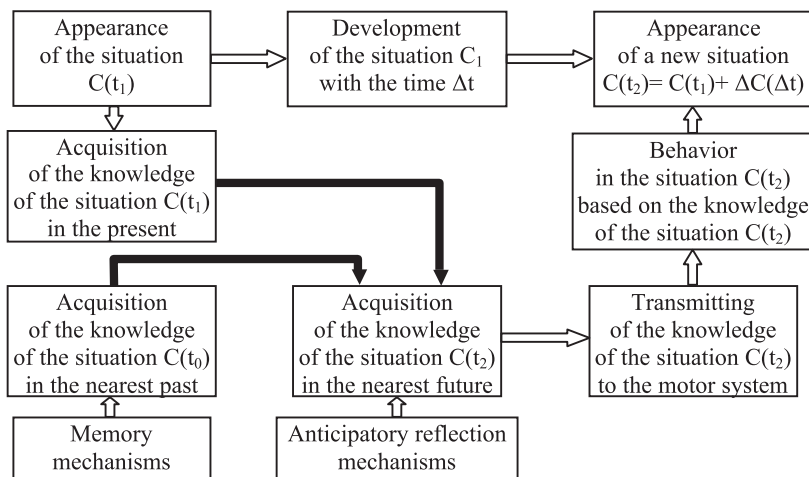 Appearance
of the situation
C(t₁)
Development
of the situation C₁
with the time Δt
Appearance
of a new situation
C(t₂)= C(t₁)+ ΔC(Δt)
Acquisition
of the knowledge
of the situation C(t₁)
in the present
Behavior
in the situation C(t₂)
based on the knowledge
of the situation C(t₂)
Acquisition
of the knowledge
of the situation C(t₀)
in the nearest past
Acquisition
of the knowledge
of the situation C(t₂)
in the nearest future
Transmitting
of the knowledge
of the situation C(t₂)
to the motor system
Memory
mechanisms
Anticipatory reflection
mechanisms